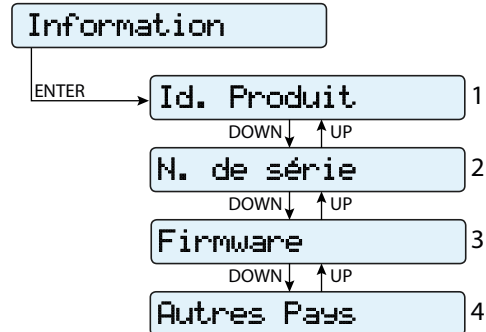 Information
ENTER
Id. Produit 1
DOWN UP
N. de série 2
DOWN UP
Firmware 3
DOWN UP
Autres Pays 4